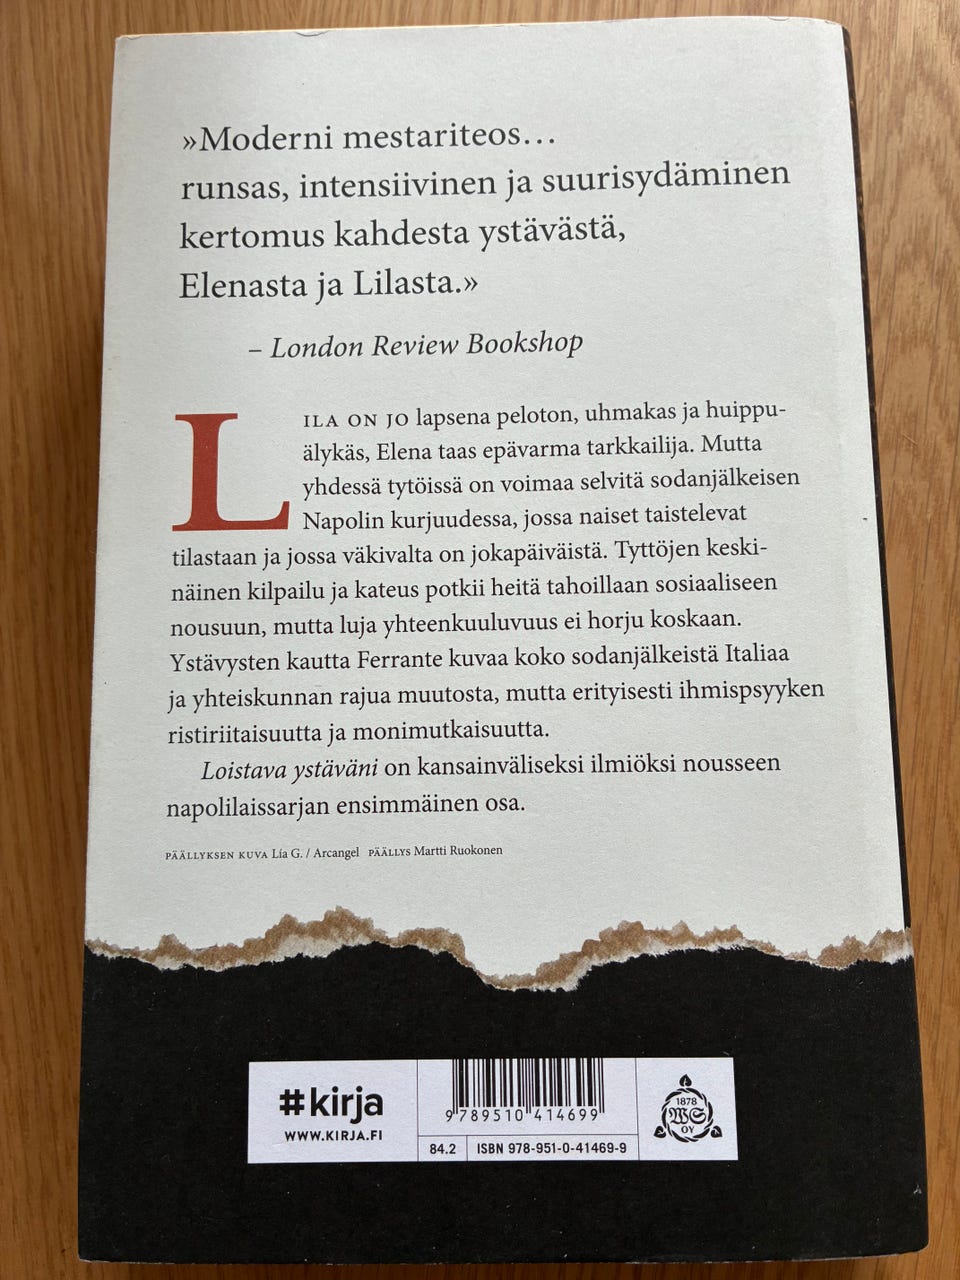 »Moderni mestariteos…
runsas, intensiivinen ja suurisydäminen
kertomus kahdesta ystävästä,
Elenasta ja Lilasta.»
– London Review Bookshop
LILA ON JO lapsena peloton, uhmakas ja huippu-
älykäs, Elena taas epävarma tarkkailija. Mutta
yhdessä tytöissä on voimaa selvitä sodanjälkeisen
Napolin kurjuudessa, jossa naiset taistelevat
tilastaan ja jossa väkivalta on jokapäiväistä. Tyttöjen keski-
näinen kilpailu ja kateus potkii heitä tahoillaan sosiaaliseen
nousuun, mutta luja yhteenkuuluvuus ei horju koskaan.
Ystävysten kautta Ferrante kuvaa koko sodanjälkeistä Italiaa
ja yhteiskunnan rajua muutosta, mutta erityisesti ihmispsyyken
ristiriitaisuutta ja monimutkaisuutta.
Loistava ystäväni on kansainväliseksi ilmiöksi nousseen
napolilaissarjan ensimmäinen osa.
PÄÄLLYKSEN KUVA Lía G. / Arcangel PÄÄLLYS Martti Ruokonen
#kirja
WWW.KIRJA.FI
9 789510 414699
84.2 ISBN 978-951-0-41469-9
1878
WS
OY